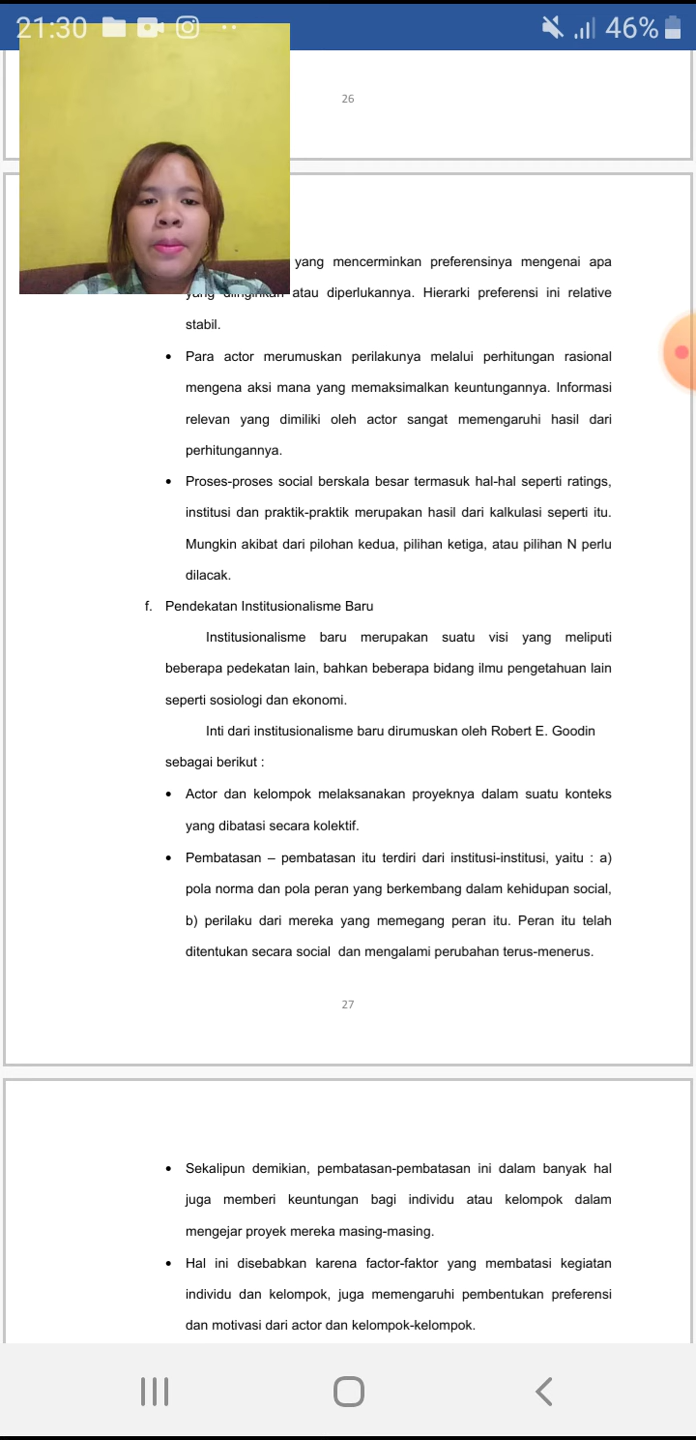 21:30
46%
26
yang mencerminkan preferensinya mengenai apa
yang diinginkan atau diperlukannya. Hierarki preferensi ini relative
stabil.
• Para actor merumuskan perilakunya melalui perhitungan rasional
mengena aksi mana yang memaksimalkan keuntungannya. Informasi
relevan yang dimiliki oleh actor sangat memengaruhi hasil dari
perhitungannya.
• Proses-proses social berskala besar termasuk hal-hal seperti ratings,
institusi dan praktik-praktik merupakan hasil dari kalkulasi seperti itu.
Mungkin akibat dari pilohan kedua, pilihan ketiga, atau pilihan N perlu
dilacak.
f. Pendekatan Institusionalisme Baru
Institusionalisme baru merupakan suatu visi yang meliputi
beberapa pedekatan lain, bahkan beberapa bidang ilmu pengetahuan lain
seperti sosiologi dan ekonomi.
Inti dari institusionalisme baru dirumuskan oleh Robert E. Goodin
sebagai berikut :
• Actor dan kelompok melaksanakan proyeknya dalam suatu konteks
yang dibatasi secara kolektif.
• Pembatasan – pembatasan itu terdiri dari institusi-institusi, yaitu : a)
pola norma dan pola peran yang berkembang dalam kehidupan social,
b) perilaku dari mereka yang memegang peran itu. Peran itu telah
ditentukan secara social dan mengalami perubahan terus-menerus.
27
• Sekalipun demikian, pembatasan-pembatasan ini dalam banyak hal
juga memberi keuntungan bagi individu atau kelompok dalam
mengejar proyek mereka masing-masing.
• Hal ini disebabkan karena factor-faktor yang membatasi kegiatan
individu dan kelompok, juga memengaruhi pembentukan preferensi
dan motivasi dari actor dan kelompok-kelompok.